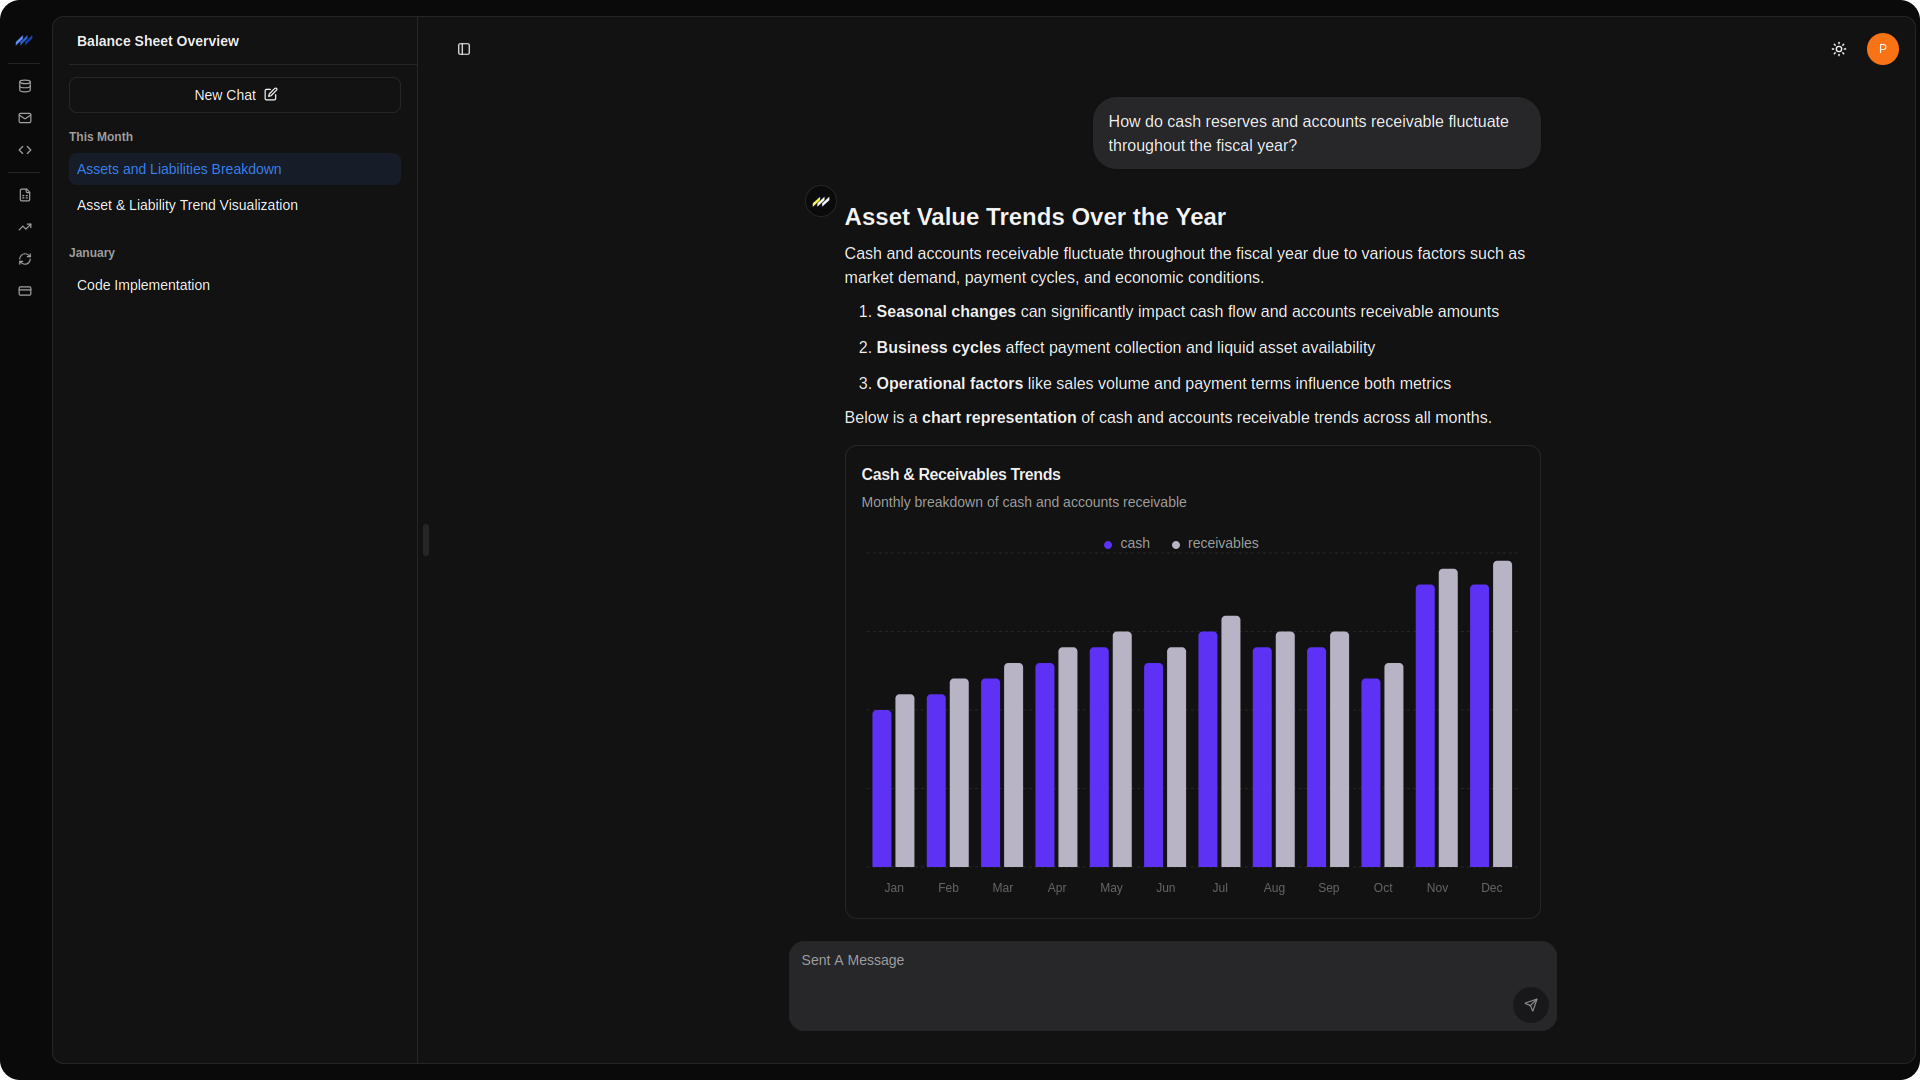 Balance Sheet Overview
New Chat
This Month
Assets and Liabilities Breakdown
Asset & Liability Trend Visualization
January
Code Implementation
P
How do cash reserves and accounts receivable fluctuate
throughout the fiscal year?
Asset Value Trends Over the Year
Cash and accounts receivable fluctuate throughout the fiscal year due to various factors such as
market demand, payment cycles, and economic conditions.
1. Seasonal changes can significantly impact cash flow and accounts receivable amounts
2. Business cycles affect payment collection and liquid asset availability
3. Operational factors like sales volume and payment terms influence both metrics
Below is a chart representation of cash and accounts receivable trends across all months.
Cash & Receivables Trends
Monthly breakdown of cash and accounts receivable
cash receivables
Jan Feb Mar Apr May Jun Jul Aug Sep Oct Nov Dec
Sent A Message